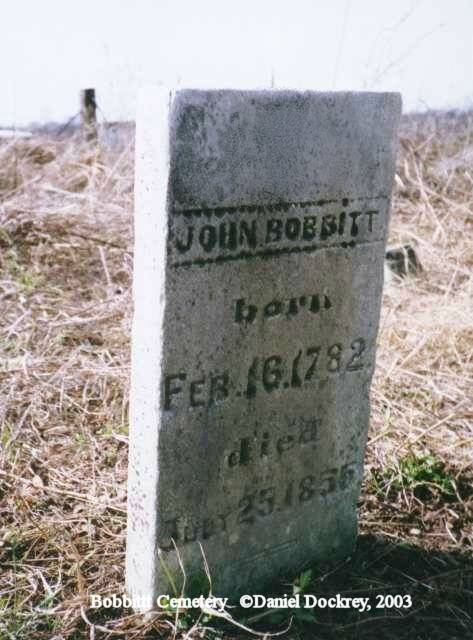 JOHN BOBBITT
born
FEB. 16. 1782
died
JULY 25. 1856
Bobbitt Cemetery ©Daniel Dockrey, 2003